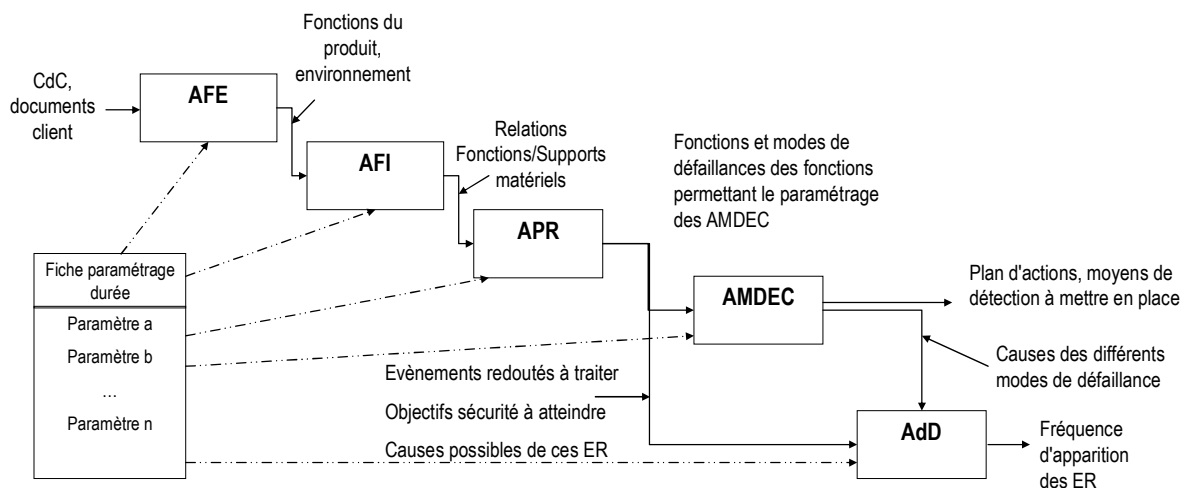 Fonctions du
produit,
environnement
CdC,
documents
client
AFE
AFI
Relations
Fonctions/Supports
matériels
APR
Fonctions et modes de
défaillances des fonctions
permettant le paramétrage
des AMDEC
Fiche paramétrage
durée
Paramètre a
Paramètre b
...
Paramètre n
AMDEC
Plan d'actions, moyens de
détection à mettre en place
Causes des différents
modes de défaillance
Evènements redoutés à traiter
Objectifs sécurité à atteindre
Causes possibles de ces ER
AdD
Fréquence
d'apparition
des ER